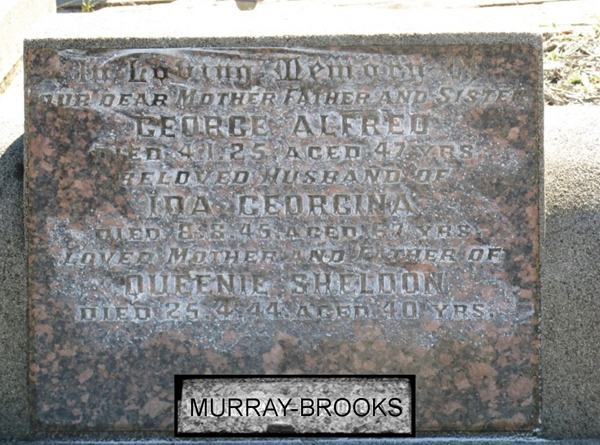 In Loving Memory Of
OUR DEAR MOTHER FATHER AND SISTER
GEORGE ALFRED
DIED 4.1.25. AGED 47 YRS.
BELOVED HUSBAND OF
IDA GEORGINA
DIED 8.6.45. AGED 67 YRS.
LOVED MOTHER AND FATHER OF
QUEENIE SHELDON
DIED 25.4.44. AGED 40 YRS.
MURRAY-BROOKS